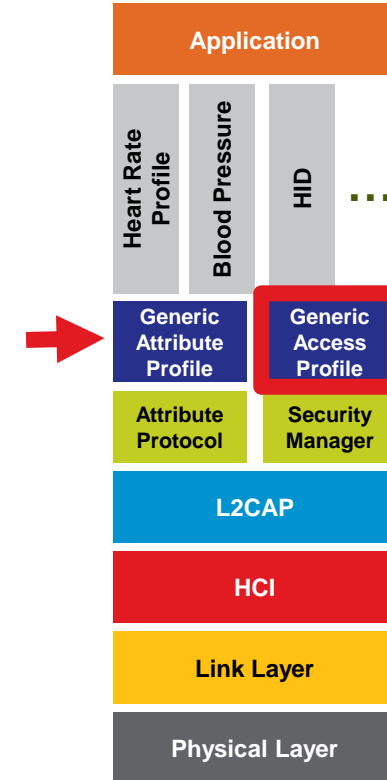 Application
Heart Rate
Profile
Blood Pressure
HID
...
Generic
Attribute
Profile
Generic
Access
Profile
Attribute
Protocol
Security
Manager
L2CAP
HCI
Link Layer
Physical Layer